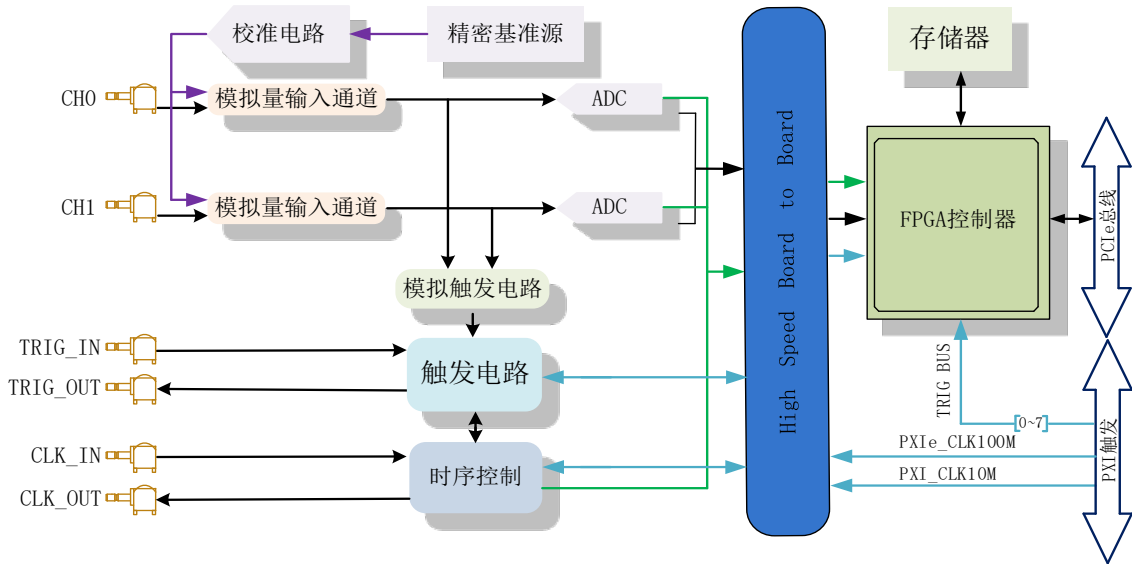 校准电路
精密基准源
存储器
CH0
模拟量输入通道
ADC
CH1
模拟量输入通道
ADC
High Speed Board to Board
FPGA控制器
PCIe总线
模拟触发电路
TRIG_IN
触发电路
TRIG_OUT
TRIG BUS
[0~7]
CLK_IN
时序控制
CLK_OUT
PXIe_CLK100M
PXI_CLK10M
PXI触发